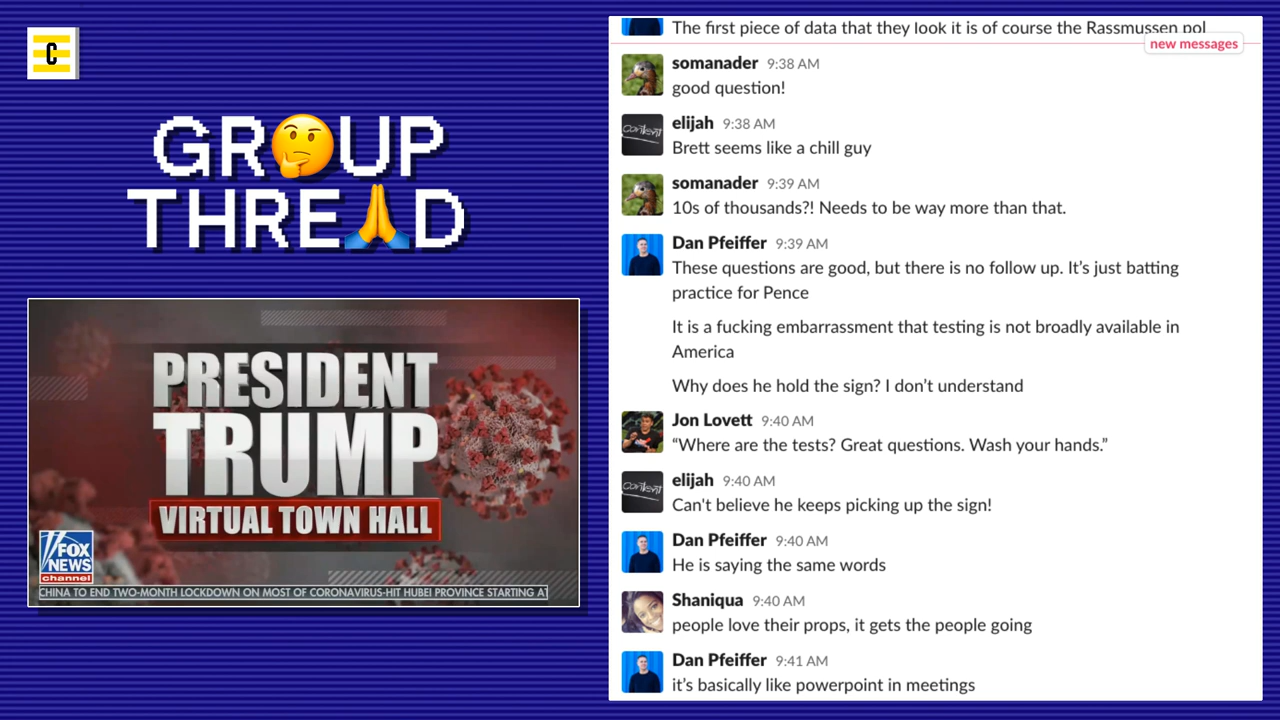 C
GR🤔UP
THRE🙏D
PRESIDENT
TRUMP
VIRTUAL TOWN HALL
FOX
NEWS
channel
CHINA TO END TWO-MONTH LOCKDOWN ON MOST OF CORONAVIRUS-HIT HUBEI PROVINCE STARTING AT
The first piece of data that they look it is of course the Rassmussen pol
new messages
somanader 9:38 AM
good question!
elijah 9:38 AM
content
Brett seems like a chill guy
somanader 9:39 AM
10s of thousands?! Needs to be way more than that.
Dan Pfeiffer 9:39 AM
These questions are good, but there is no follow up. It’s just batting
practice for Pence
It is a fucking embarrassment that testing is not broadly available in
America
Why does he hold the sign? I don’t understand
Jon Lovett 9:40 AM
“Where are the tests? Great questions. Wash your hands.”
elijah 9:40 AM
content
Can't believe he keeps picking up the sign!
Dan Pfeiffer 9:40 AM
He is saying the same words
Shaniqua 9:40 AM
people love their props, it gets the people going
Dan Pfeiffer 9:41 AM
it’s basically like powerpoint in meetings